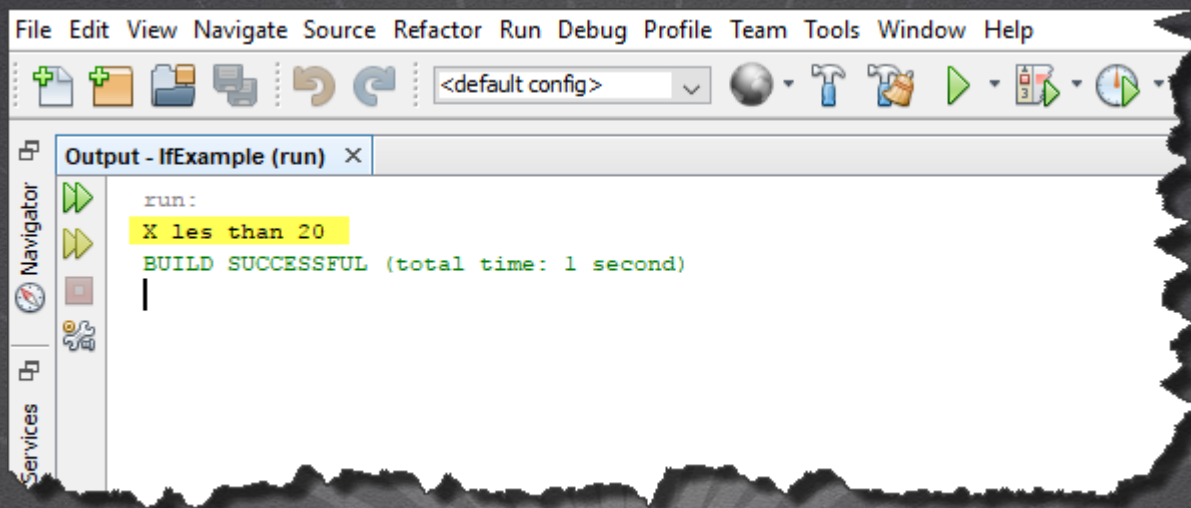 File Edit View Navigate Source Refactor Run Debug Profile Team Tools Window Help
<default config>
Output - IfExample (run)
Navigator
Services
run:
X les than 20
BUILD SUCCESSFUL (total time: 1 second)